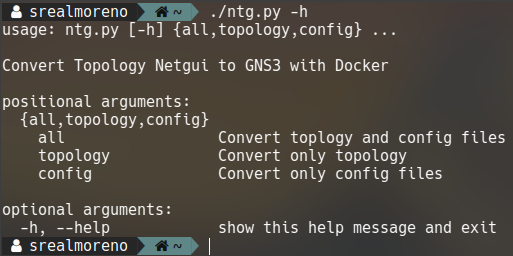 srealmoreno ~ ./ntg.py -h
usage: ntg.py [-h] {all,topology,config} ...
Convert Topology Netgui to GNS3 with Docker
positional arguments:
{all,topology,config}
all Convert toplogy and config files
topology Convert only topology
config Convert only config files
optional arguments:
-h, --help show this help message and exit
srealmoreno ~